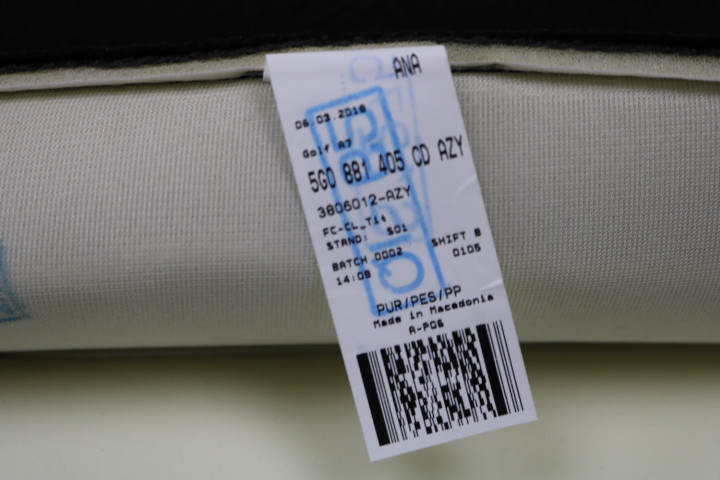 ANA
06.03.2016
Golf A7
5G0 881 405 CD AZY
3806012-AZY
FC-CL_T14
STAND: S01
BATCH 0002 SHIFT B
14:09 0105
PUR/PES/PP
Made in Macedonia
A-P06